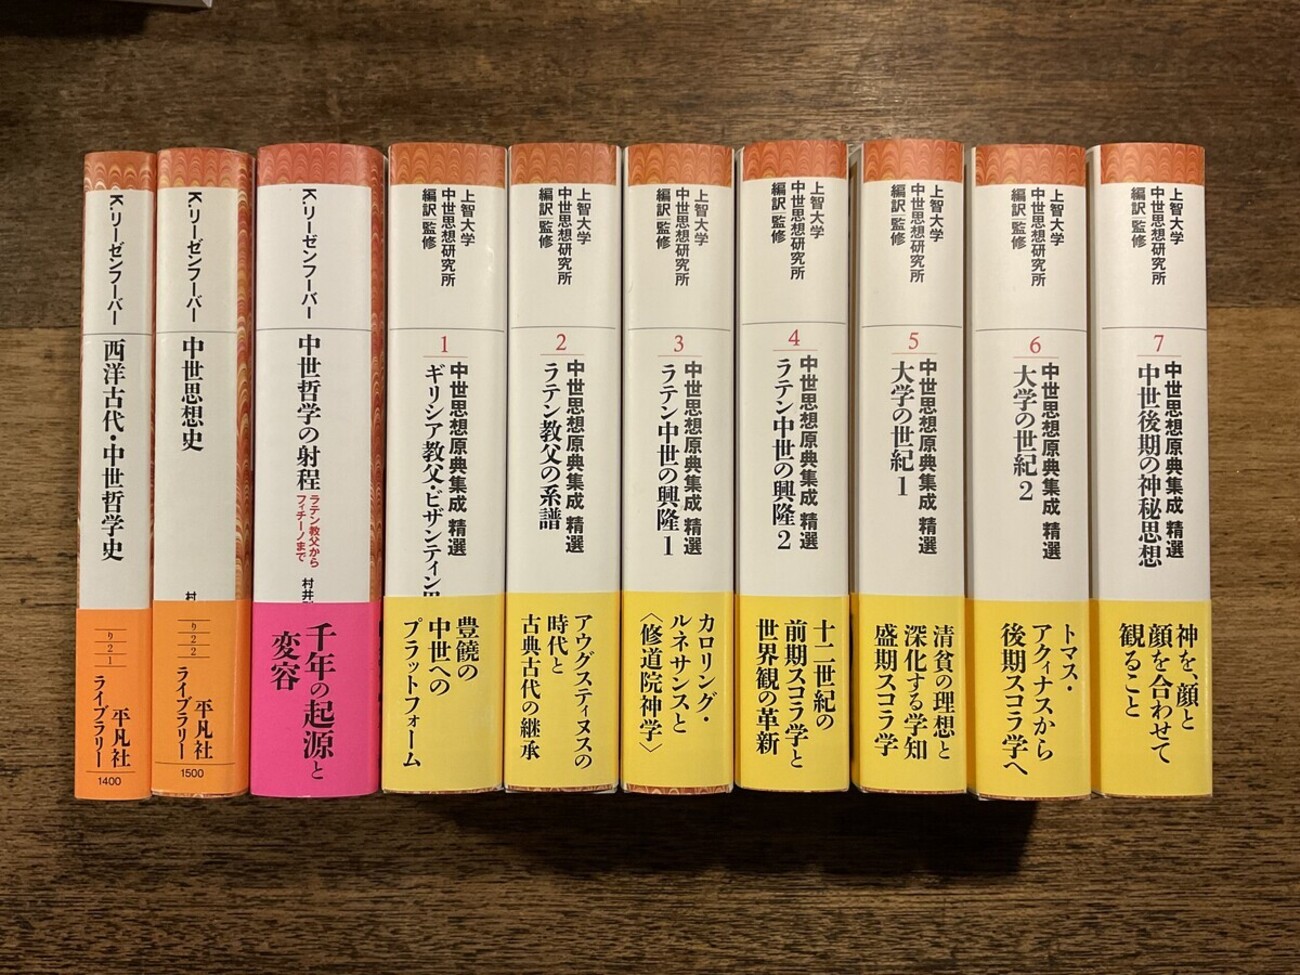 K・リーゼンフーバー
西洋古代・中世哲学史
り21
平凡社
ライブラリー
1400
K・リーゼンフーバー
中世思想史
村
り22
平凡社
ライブラリー
1500
K・リーゼンフーバー
中世哲学の射程
ラテン教父から
フィチーノまで
村井
千年の起源と
変容
上智大学
中世思想研究所
編訳/監修
1
中世思想原典集成 精選
ギリシア教父・ビザンティン
豊饒の
中世への
プラットフォーム
上智大学
中世思想研究所
編訳/監修
2
中世思想原典集成 精選
ラテン教父の系譜
アウグスティヌスの
時代と
古典古代の継承
上智大学
中世思想研究所
編訳/監修
3
中世思想原典集成 精選
ラテン中世の興隆1
カロリング・
ルネサンスと
〈修道院神学〉
上智大学
中世思想研究所
編訳/監修
4
中世思想原典集成 精選
ラテン中世の興隆2
十二世紀の
前期スコラ学と
世界観の革新
上智大学
中世思想研究所
編訳/監修
5
中世思想原典集成 精選
大学の世紀1
清貧の理想と
深化する学知
盛期スコラ学
上智大学
中世思想研究所
編訳/監修
6
中世思想原典集成 精選
大学の世紀2
トマス・
アクィナスから
後期スコラ学へ
上智大学
中世思想研究所
編訳/監修
7
中世思想原典集成 精選
中世後期の神秘思想
神を、顔と
顔を合わせて
観ること